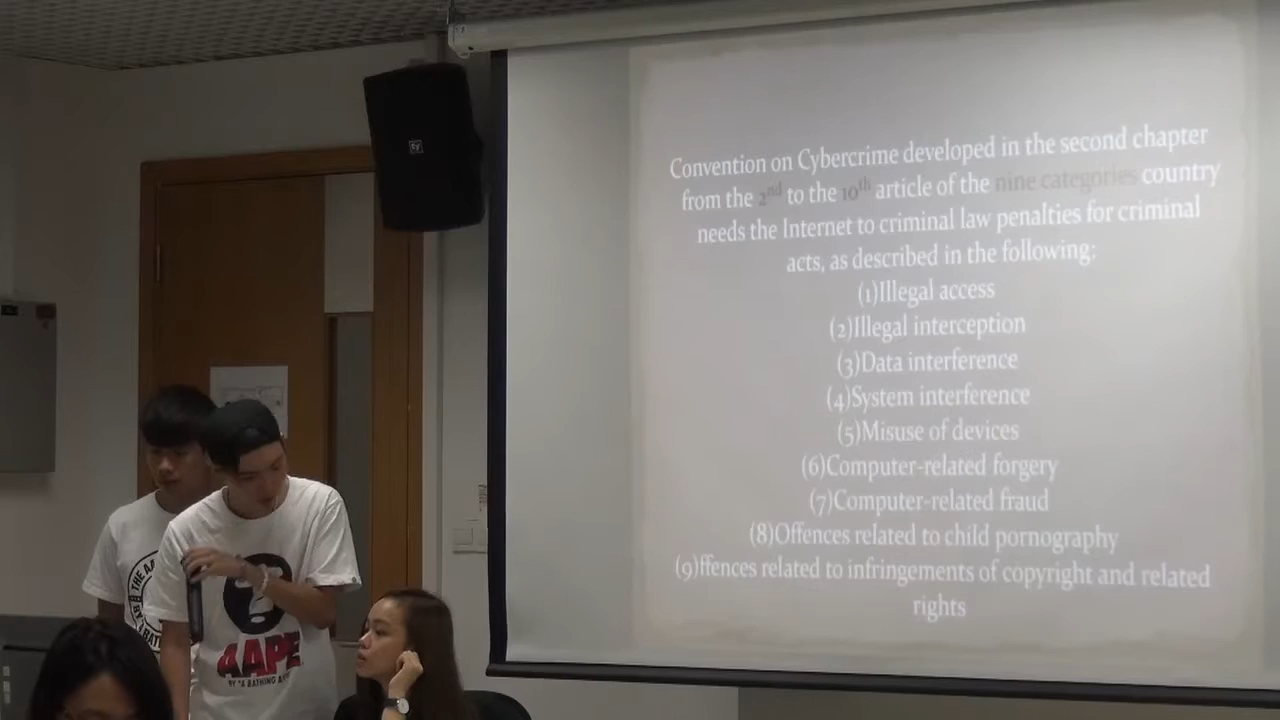 Convention on Cybercrime developed in the second chapter
from the 2nd to the 10th article of the nine categories country
needs the Internet to criminal law penalties for criminal
acts, as described in the following:
(1)Illegal access
(2)Illegal interception
(3)Data interference
(4)System interference
(5)Misuse of devices
(6)Computer-related forgery
(7)Computer-related fraud
(8)Offences related to child pornography
(9)ffences related to infringements of copyright and related
rights
AAPE
BY *A BATHING